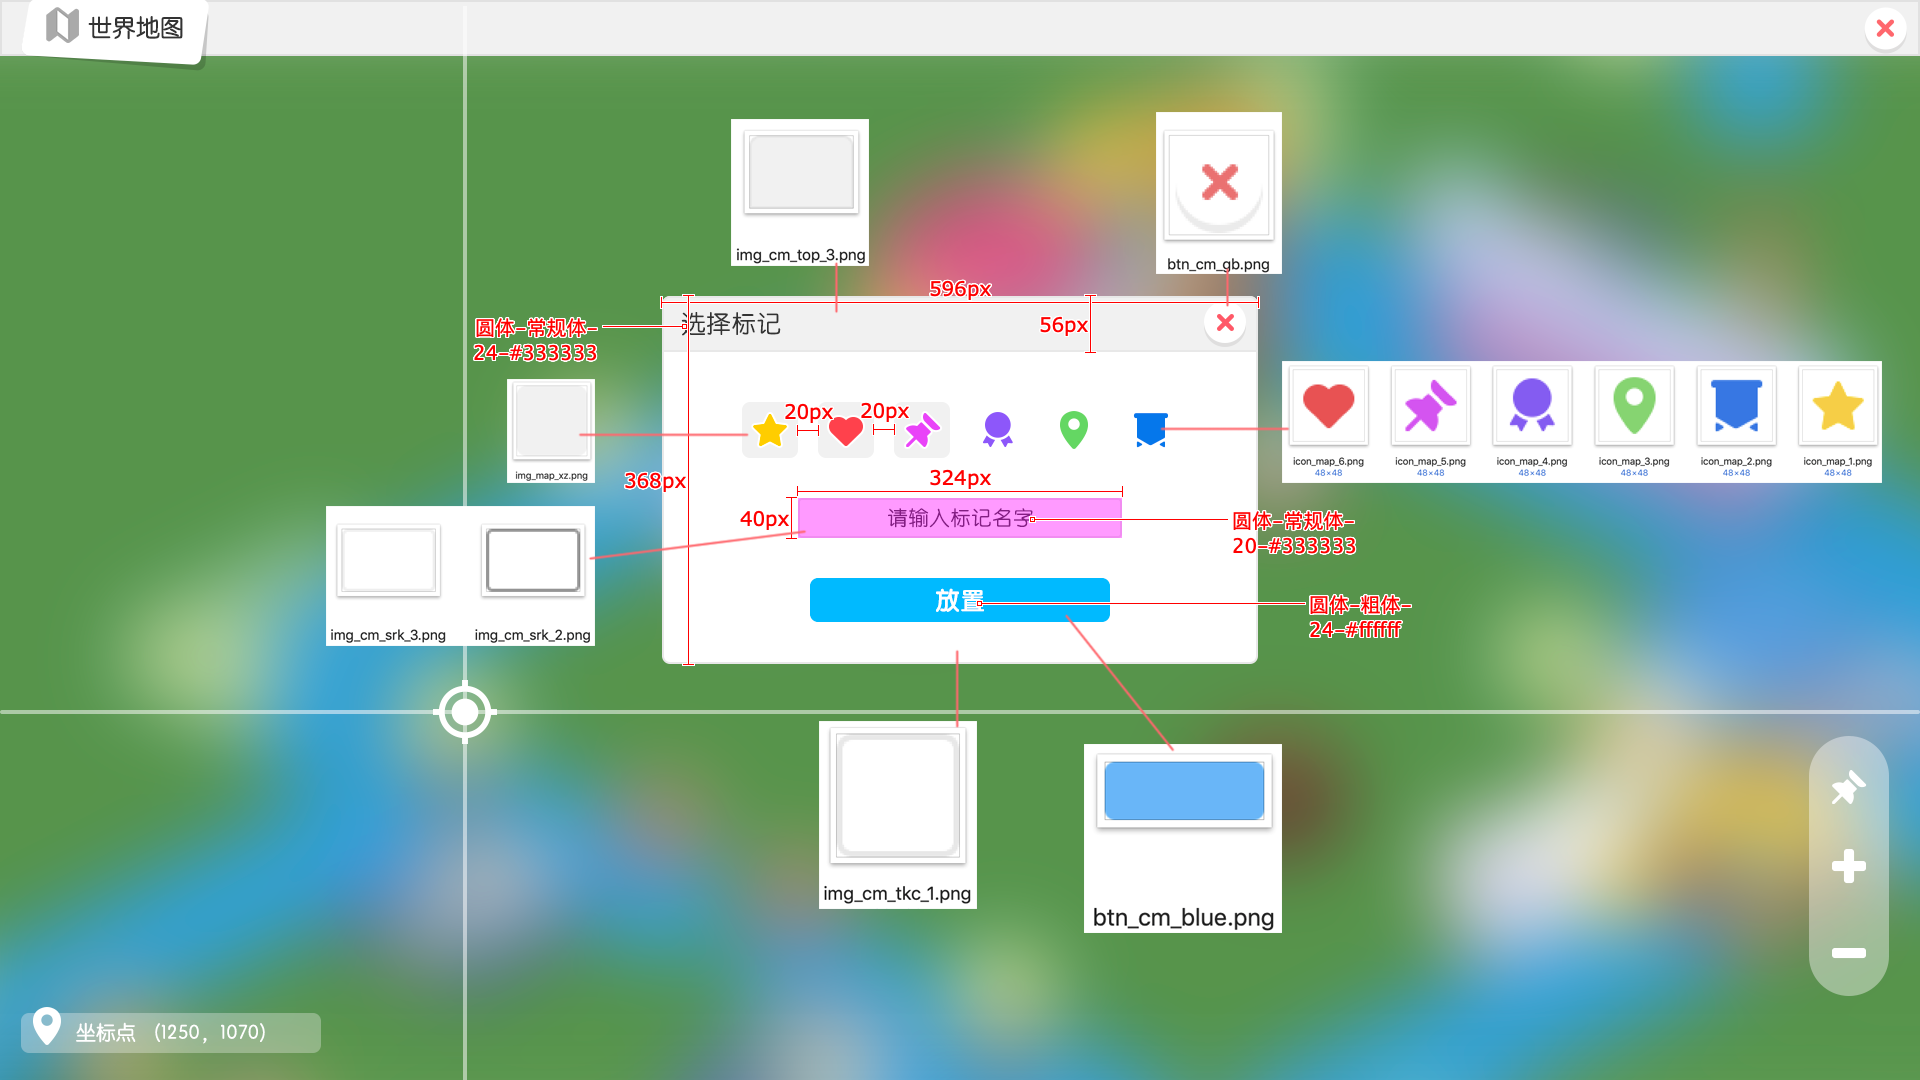 世界地图
img_cm_top_3.png
btn_cm_gb.png
596px
选择标记
56px
圆体-常规体-
24-#333333
20px
20px
img_map_xz.png
icon_map_6.png
48×48
icon_map_5.png
48×48
icon_map_4.png
48×48
icon_map_3.png
48×48
icon_map_2.png
48×48
icon_map_1.png
48×48
368px
324px
40px
请输入标记名字
圆体-常规体-
20-#333333
放置
圆体-粗体-
24-#ffffff
img_cm_srk_3.png
img_cm_srk_2.png
img_cm_tkc_1.png
btn_cm_blue.png
坐标点 （1250，1070）